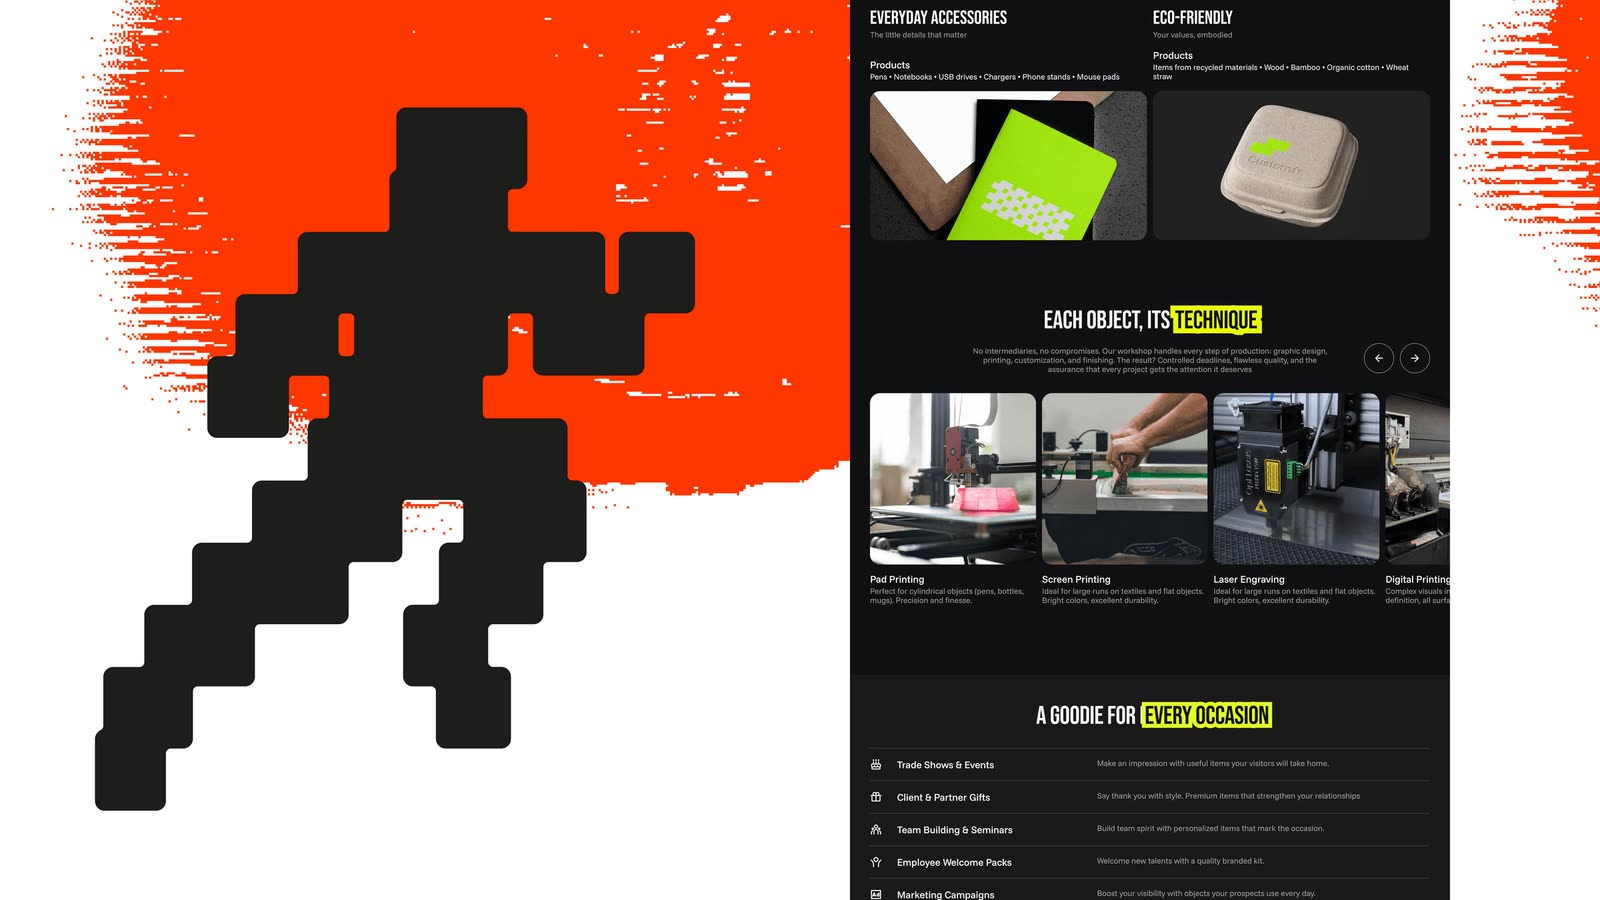 EVERYDAY ACCESSORIES
The little details that matter
Products
Pens • Notebooks • USB drives • Chargers • Phone stands • Mouse pads
ECO-FRIENDLY
Your values, embodied
Products
Items from recycled materials • Wood • Bamboo • Organic cotton • Wheat
straw
Custom.fr
EACH OBJECT, ITS TECHNIQUE
No intermediaries, no compromises. Our workshop handles every step of production: graphic design,
printing, customization, and finishing. The result? Controlled deadlines, flawless quality, and the
assurance that every project gets the attention it deserves
Pad Printing
Perfect for cylindrical objects (pens, bottles,
mugs). Precision and finesse.
Screen Printing
Ideal for large runs on textiles and flat objects.
Bright colors, excellent durability.
Laser Engraving
Ideal for large runs on textiles and flat objects.
Bright colors, excellent durability.
Digital Printing
Complex visuals in
definition, all surfa
A GOODIE FOR EVERY OCCASION
Trade Shows & Events
Make an impression with useful items your visitors will take home.
Client & Partner Gifts
Say thank you with style. Premium items that strengthen your relationships
Team Building & Seminars
Build team spirit with personalized items that mark the occasion.
Employee Welcome Packs
Welcome new talents with a quality branded kit.
Marketing Campaigns
Boost your visibility with objects your prospects use every day.